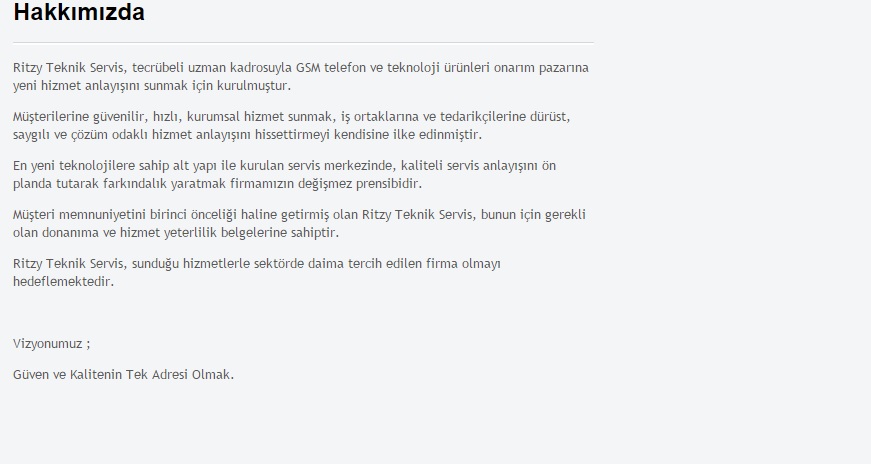 Hakkımızda
Ritzy Teknik Servis, tecrübeli uzman kadrosuyla GSM telefon ve teknoloji ürünleri onarım pazarına
yeni hizmet anlayışını sunmak için kurulmuştur.
Müşterilerine güvenilir, hızlı, kurumsal hizmet sunmak, iş ortaklarına ve tedarikçilerine dürüst,
saygılı ve çözüm odaklı hizmet anlayışını hissettirmeyi kendisine ilke edinmiştir.
En yeni teknolojilere sahip alt yapı ile kurulan servis merkezinde, kaliteli servis anlayışını ön
planda tutarak farkındalık yaratmak firmamızın değişmez prensibidir.
Müşteri memnuniyetini birinci önceliği haline getirmiş olan Ritzy Teknik Servis, bunun için gerekli
olan donanıma ve hizmet yeterlilik belgelerine sahiptir.
Ritzy Teknik Servis, sunduğu hizmetlerle sektörde daima tercih edilen firma olmayı
hedeflemektedir.
Vizyonumuz ;
Güven ve Kalitenin Tek Adresi Olmak.